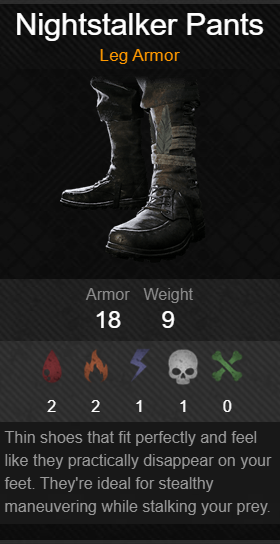 Nightstalker Pants
Leg Armor
Armor Weight
18 9
2 2 1 1 0
Thin shoes that fit perfectly and feel
like they practically disappear on your
feet. They're ideal for stealthy
maneuvering while stalking your prey.